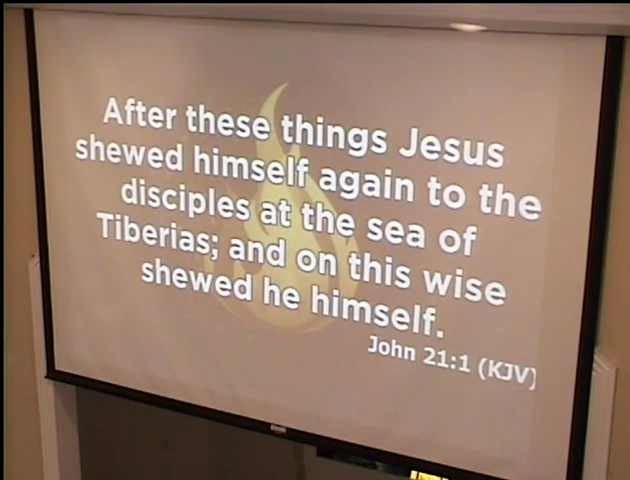 After these things Jesus
shewed himself again to the
disciples at the sea of
Tiberias; and on this wise
shewed he himself.
John 21:1 (KJV)